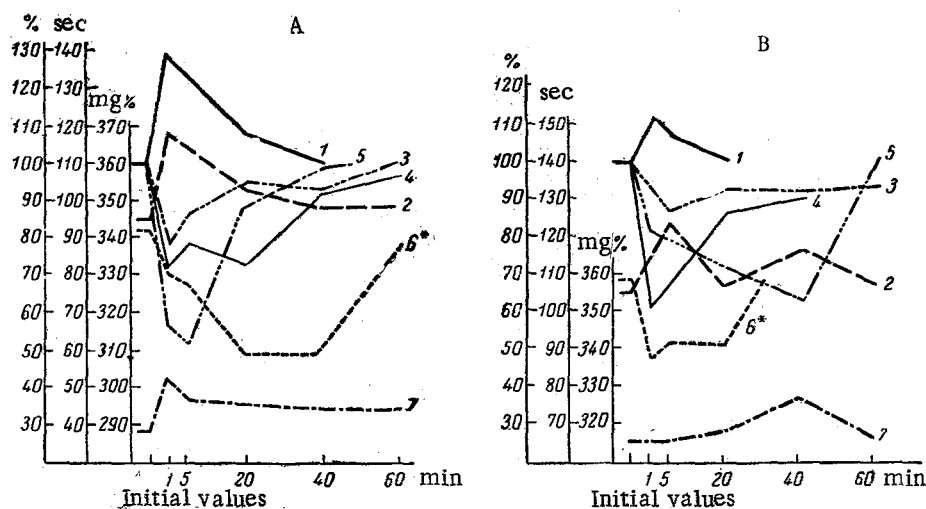 A
% sec
130 140
120 130
mg%
110 120 370
100 110 360
90 100 350
80 90 340
70 80 330
60 70 320
50 60 310
40 50 300
30 40 290
1
5
3
4
2
6*
7
1 5 20 40 60 min
Initial values
B
%
sec
120
110 150
100 140
90 130
80 120
mg%
70 110 360
60 100 350
50 90 340
40 80 330
30 70 320
1
5
3
4
2
6*
7
1 5 20 40 60 min
Initial values